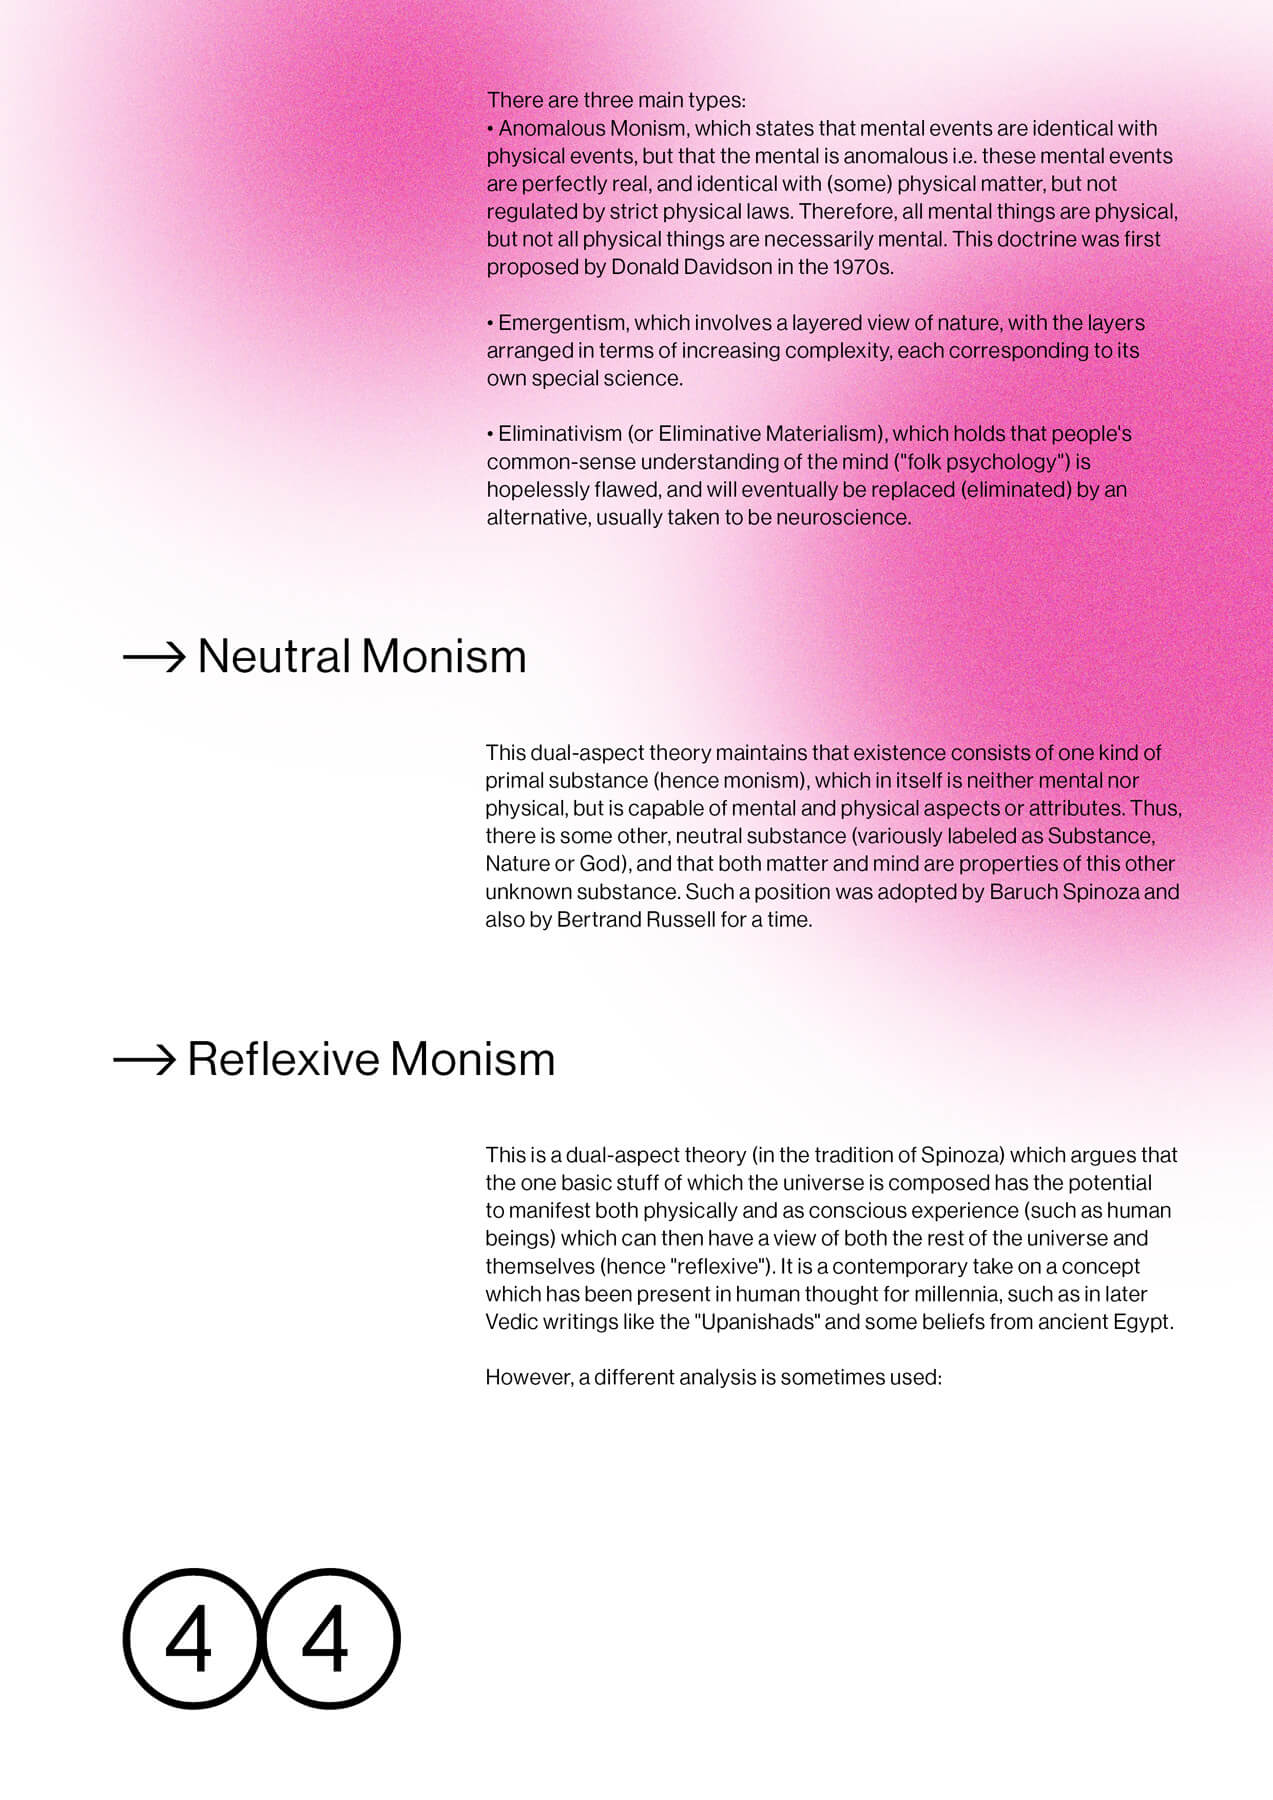 There are three main types:
• Anomalous Monism, which states that mental events are identical with
physical events, but that the mental is anomalous i.e. these mental events
are perfectly real, and identical with (some) physical matter, but not
regulated by strict physical laws. Therefore, all mental things are physical,
but not all physical things are necessarily mental. This doctrine was first
proposed by Donald Davidson in the 1970s.
• Emergentism, which involves a layered view of nature, with the layers
arranged in terms of increasing complexity, each corresponding to its
own special science.
• Eliminativism (or Eliminative Materialism), which holds that people's
common-sense understanding of the mind ("folk psychology") is
hopelessly flawed, and will eventually be replaced (eliminated) by an
alternative, usually taken to be neuroscience.
→ Neutral Monism
This dual-aspect theory maintains that existence consists of one kind of
primal substance (hence monism), which in itself is neither mental nor
physical, but is capable of mental and physical aspects or attributes. Thus,
there is some other, neutral substance (variously labeled as Substance,
Nature or God), and that both matter and mind are properties of this other
unknown substance. Such a position was adopted by Baruch Spinoza and
also by Bertrand Russell for a time.
→ Reflexive Monism
This is a dual-aspect theory (in the tradition of Spinoza) which argues that
the one basic stuff of which the universe is composed has the potential
to manifest both physically and as conscious experience (such as human
beings) which can then have a view of both the rest of the universe and
themselves (hence "reflexive"). It is a contemporary take on a concept
which has been present in human thought for millennia, such as in later
Vedic writings like the "Upanishads" and some beliefs from ancient Egypt.
However, a different analysis is sometimes used:
4 4